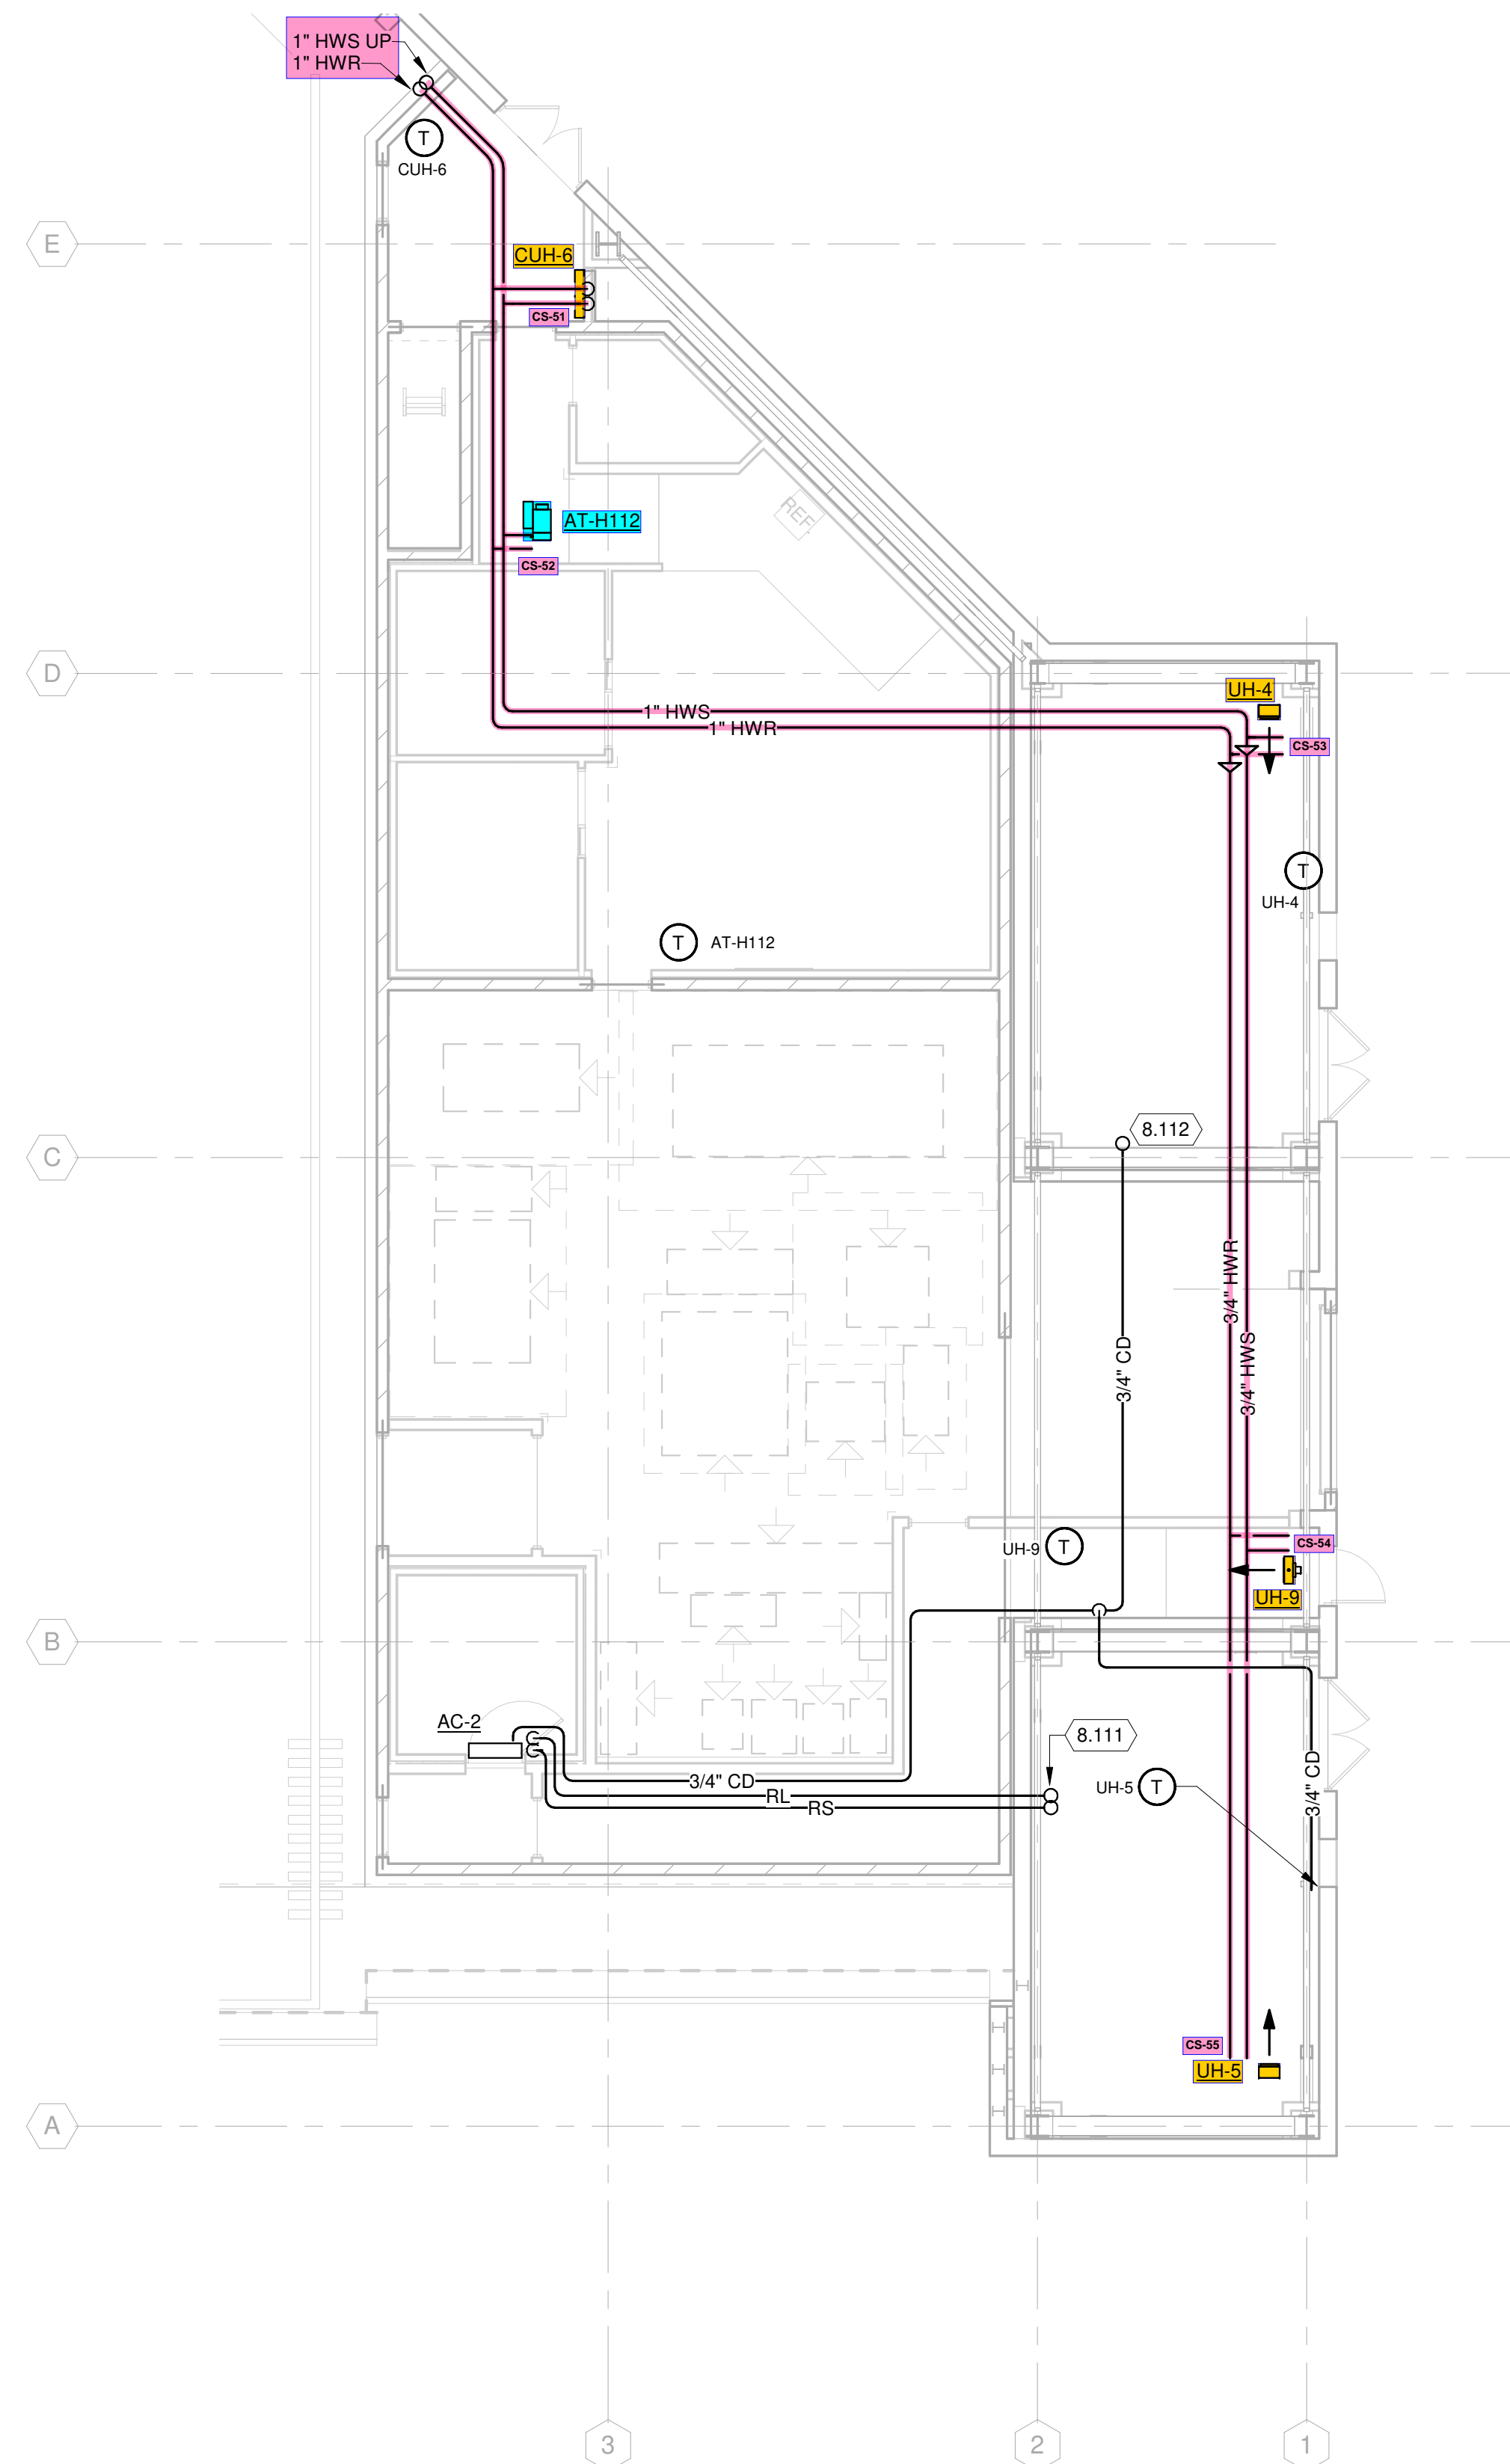 1" HWS UP
1" HWR
T
CUH-6
E
CUH-6
CS-51
REF.
AT-H112
CS-52
D
UH-4
1" HWS
1" HWR
CS-53
T
UH-4
T
AT-H112
8.112
C
3/4" HWR
3/4" CD
3/4" HWS
CS-54
UH-9
T
UH-9
B
AC-2
8.111
3/4" CD
RL
RS
UH-5
T
3/4" CD
CS-55
UH-5
A
3
2
1